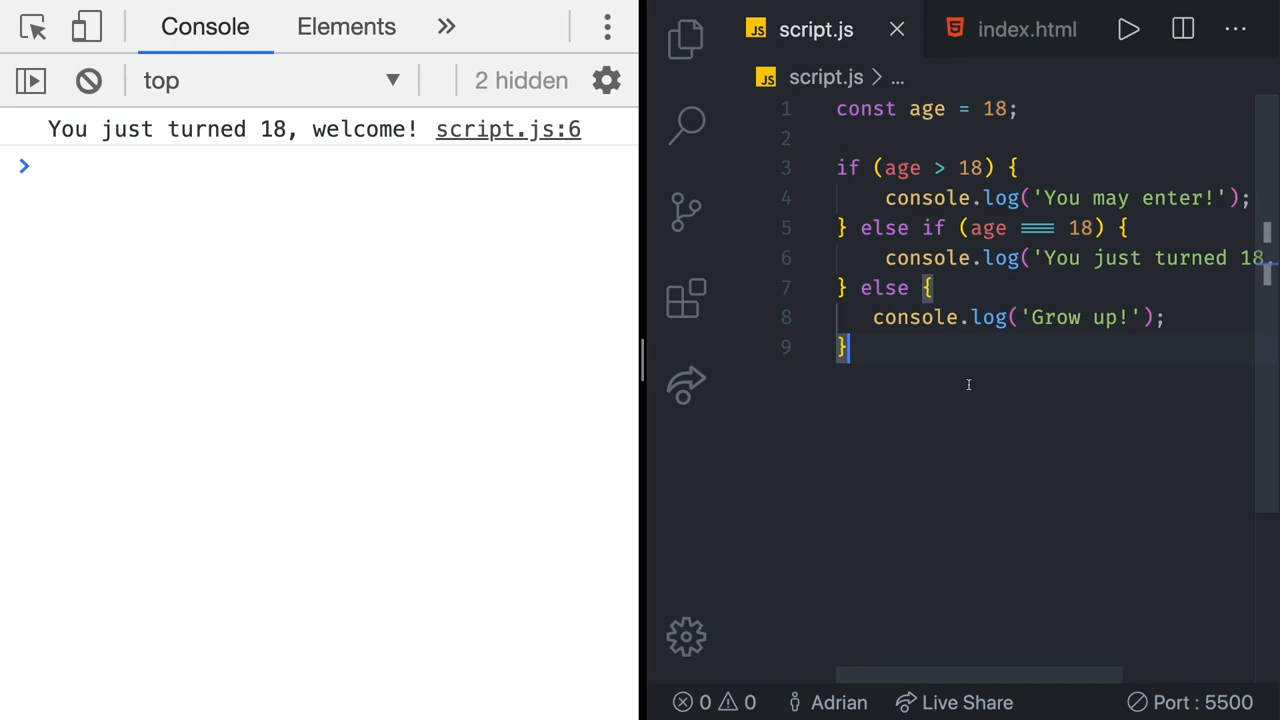 Console Elements
top 2 hidden
You just turned 18, welcome! script.js:6
>
JS script.js index.html
JS script.js > ...
1 const age = 18;
2
3 if (age > 18) {
4 console.log('You may enter!');
5 } else if (age === 18) {
6 console.log('You just turned 18,
7 } else {
8 console.log('Grow up!');
9 }
0 0 Adrian Live Share Port : 5500